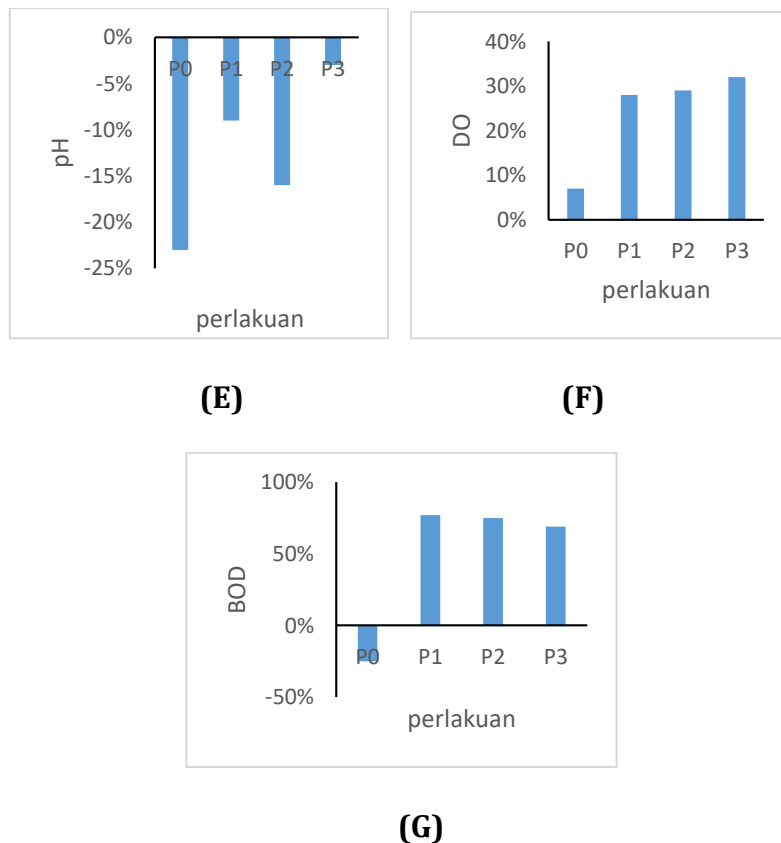 0%
-5%
-10%
-15%
-20%
-25%
pH
P0 P1 P2 P3
perlakuan
40%
30%
20%
10%
0%
DO
P0 P1 P2 P3
perlakuan
(E)
(F)
100%
50%
0%
-50%
BOD
P0 P1 P2 P3
perlakuan
(G)